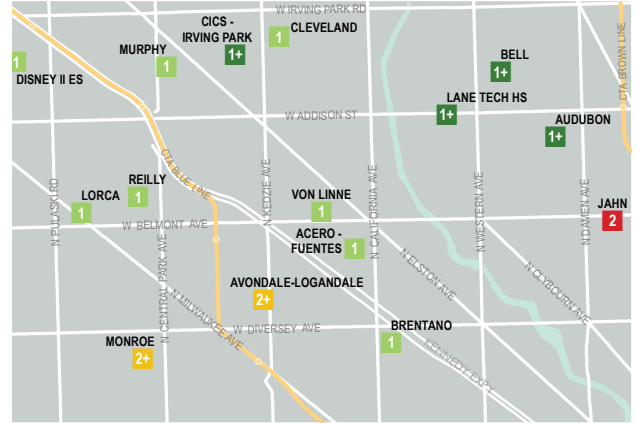 W IRVING PARK RD
CICS -
IRVING PARK
1+
CLEVELAND
1
MURPHY
1
1
DISNEY II ES
BELL
1+
LANE TECH HS
1+
AUDUBON
1+
CTA BROWN LINE
W ADDISON ST
CTA BLUE LINE
N PULASKI RD
LORCA
1
REILLY
1
N KEDZIE AVE
VON LINNE
1
N CALIFORNIA AVE
N WESTERN AVE
N DAMEN AVE
JAHN
2
W BELMONT AVE
ACERO -
FUENTES
1
N CENTRAL PARK AVE
N MILWAUKEE AVE
AVONDALE-LOGANDALE
2+
N ELSTON AVE
N CLYBOURN AVE
W DIVERSEY AVE
BRENTANO
1
KENNEDY EXPY
MONROE
2+